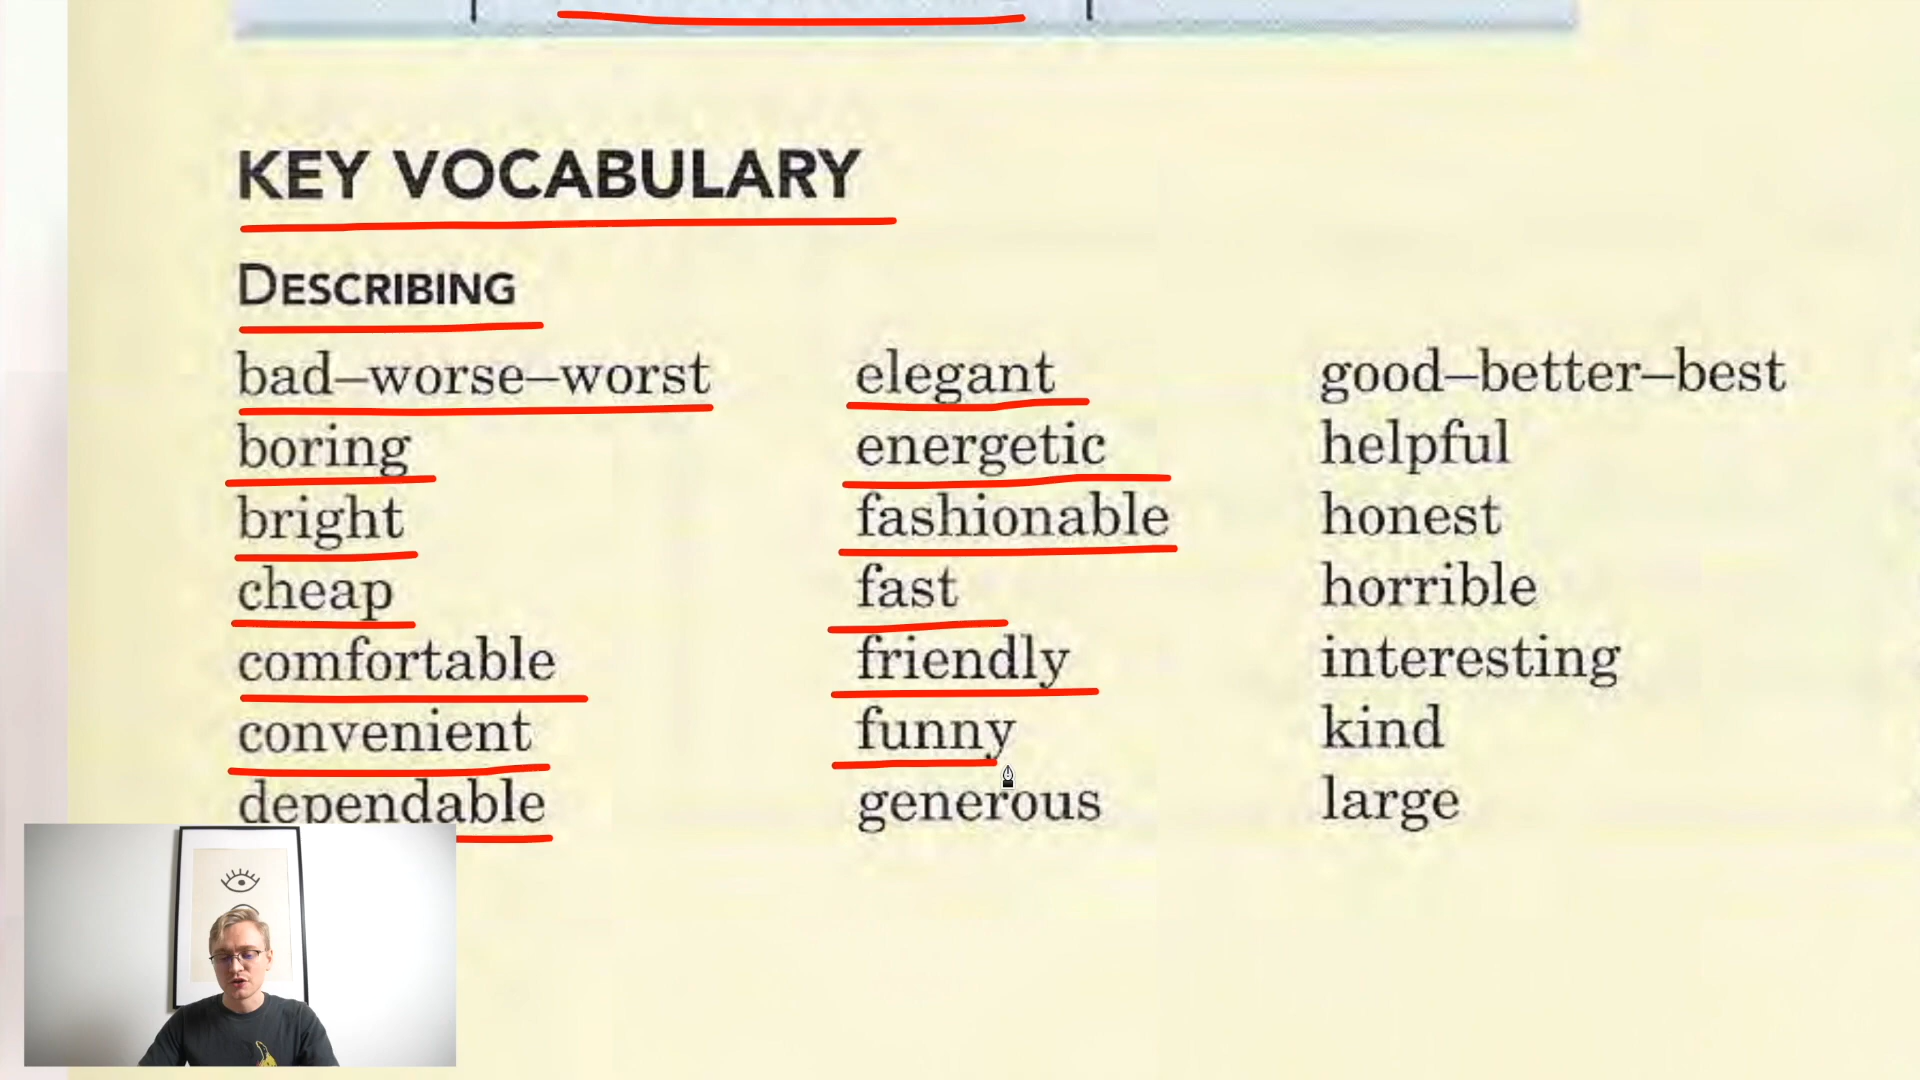 KEY VOCABULARY
DESCRIBING
bad–worse–worst
boring
bright
cheap
comfortable
convenient
dependable
elegant
energetic
fashionable
fast
friendly
funny
generous
good–better–best
helpful
honest
horrible
interesting
kind
large